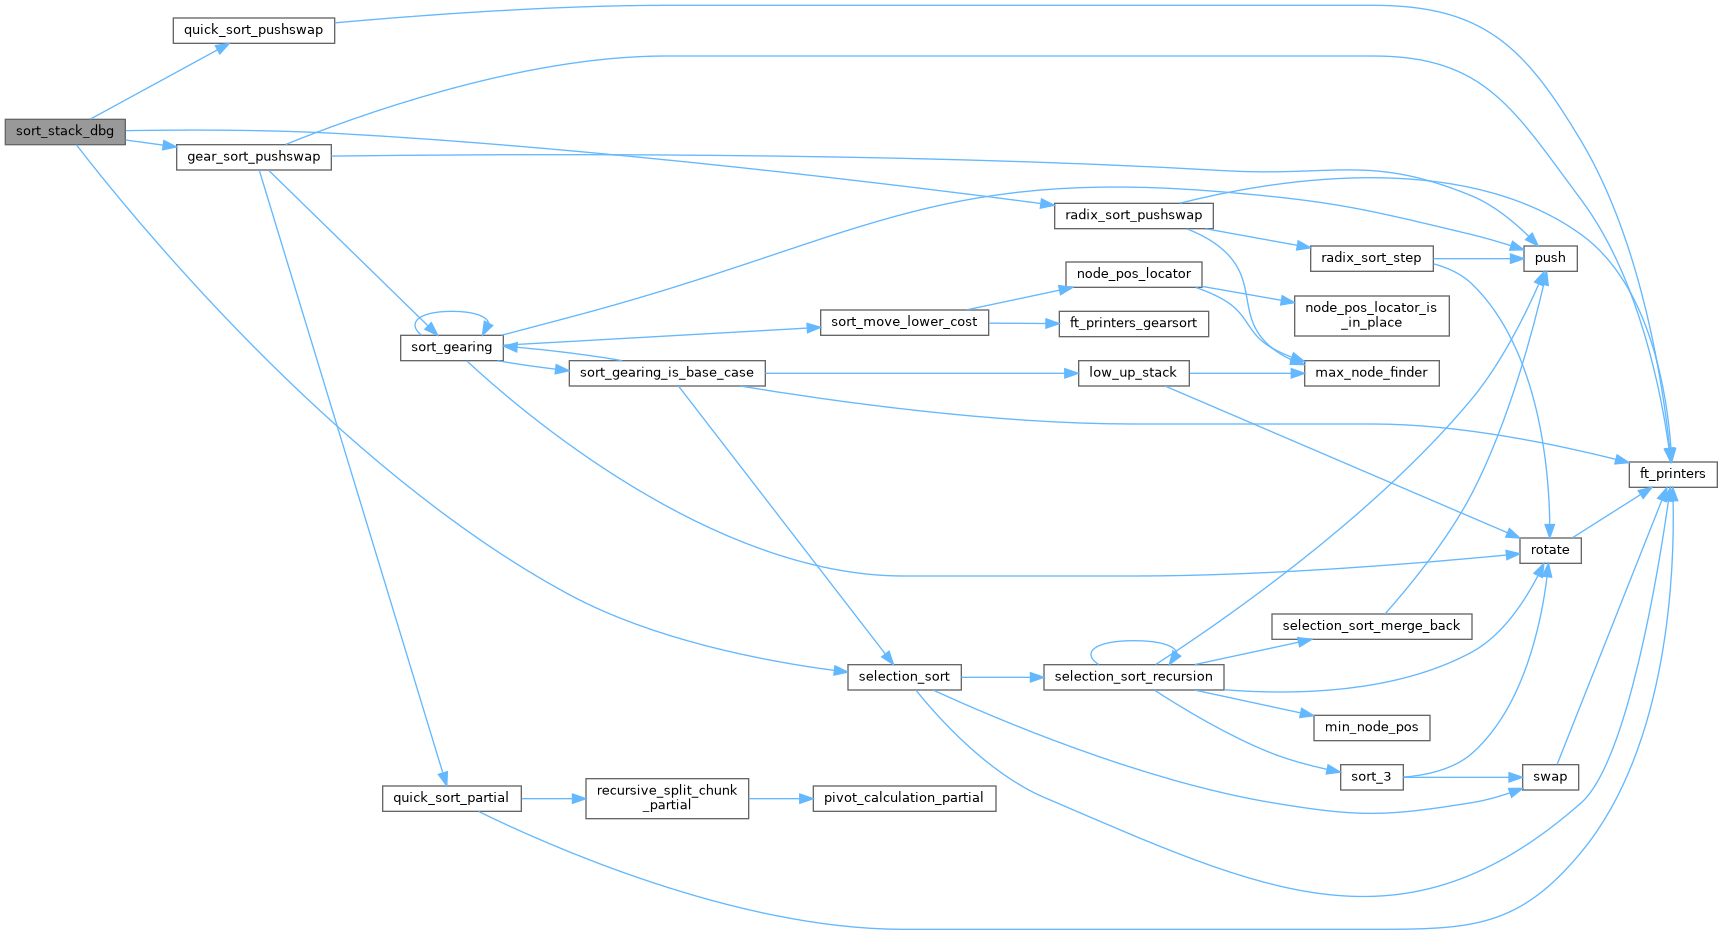 quick_sort_pushswap
sort_stack_dbg
gear_sort_pushswap
radix_sort_pushswap
radix_sort_step
push
node_pos_locator
node_pos_locator_is
_in_place
sort_move_lower_cost
ft_printers_gearsort
sort_gearing
sort_gearing_is_base_case
low_up_stack
max_node_finder
ft_printers
rotate
selection_sort_merge_back
selection_sort
selection_sort_recursion
min_node_pos
sort_3
swap
quick_sort_partial
recursive_split_chunk
_partial
pivot_calculation_partial